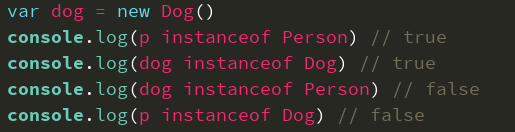 var dog = new Dog()
console.log(p instanceof Person) // true
console.log(dog instanceof Dog) // true
console.log(dog instanceof Person) // false
console.log(p instanceof Dog) // false